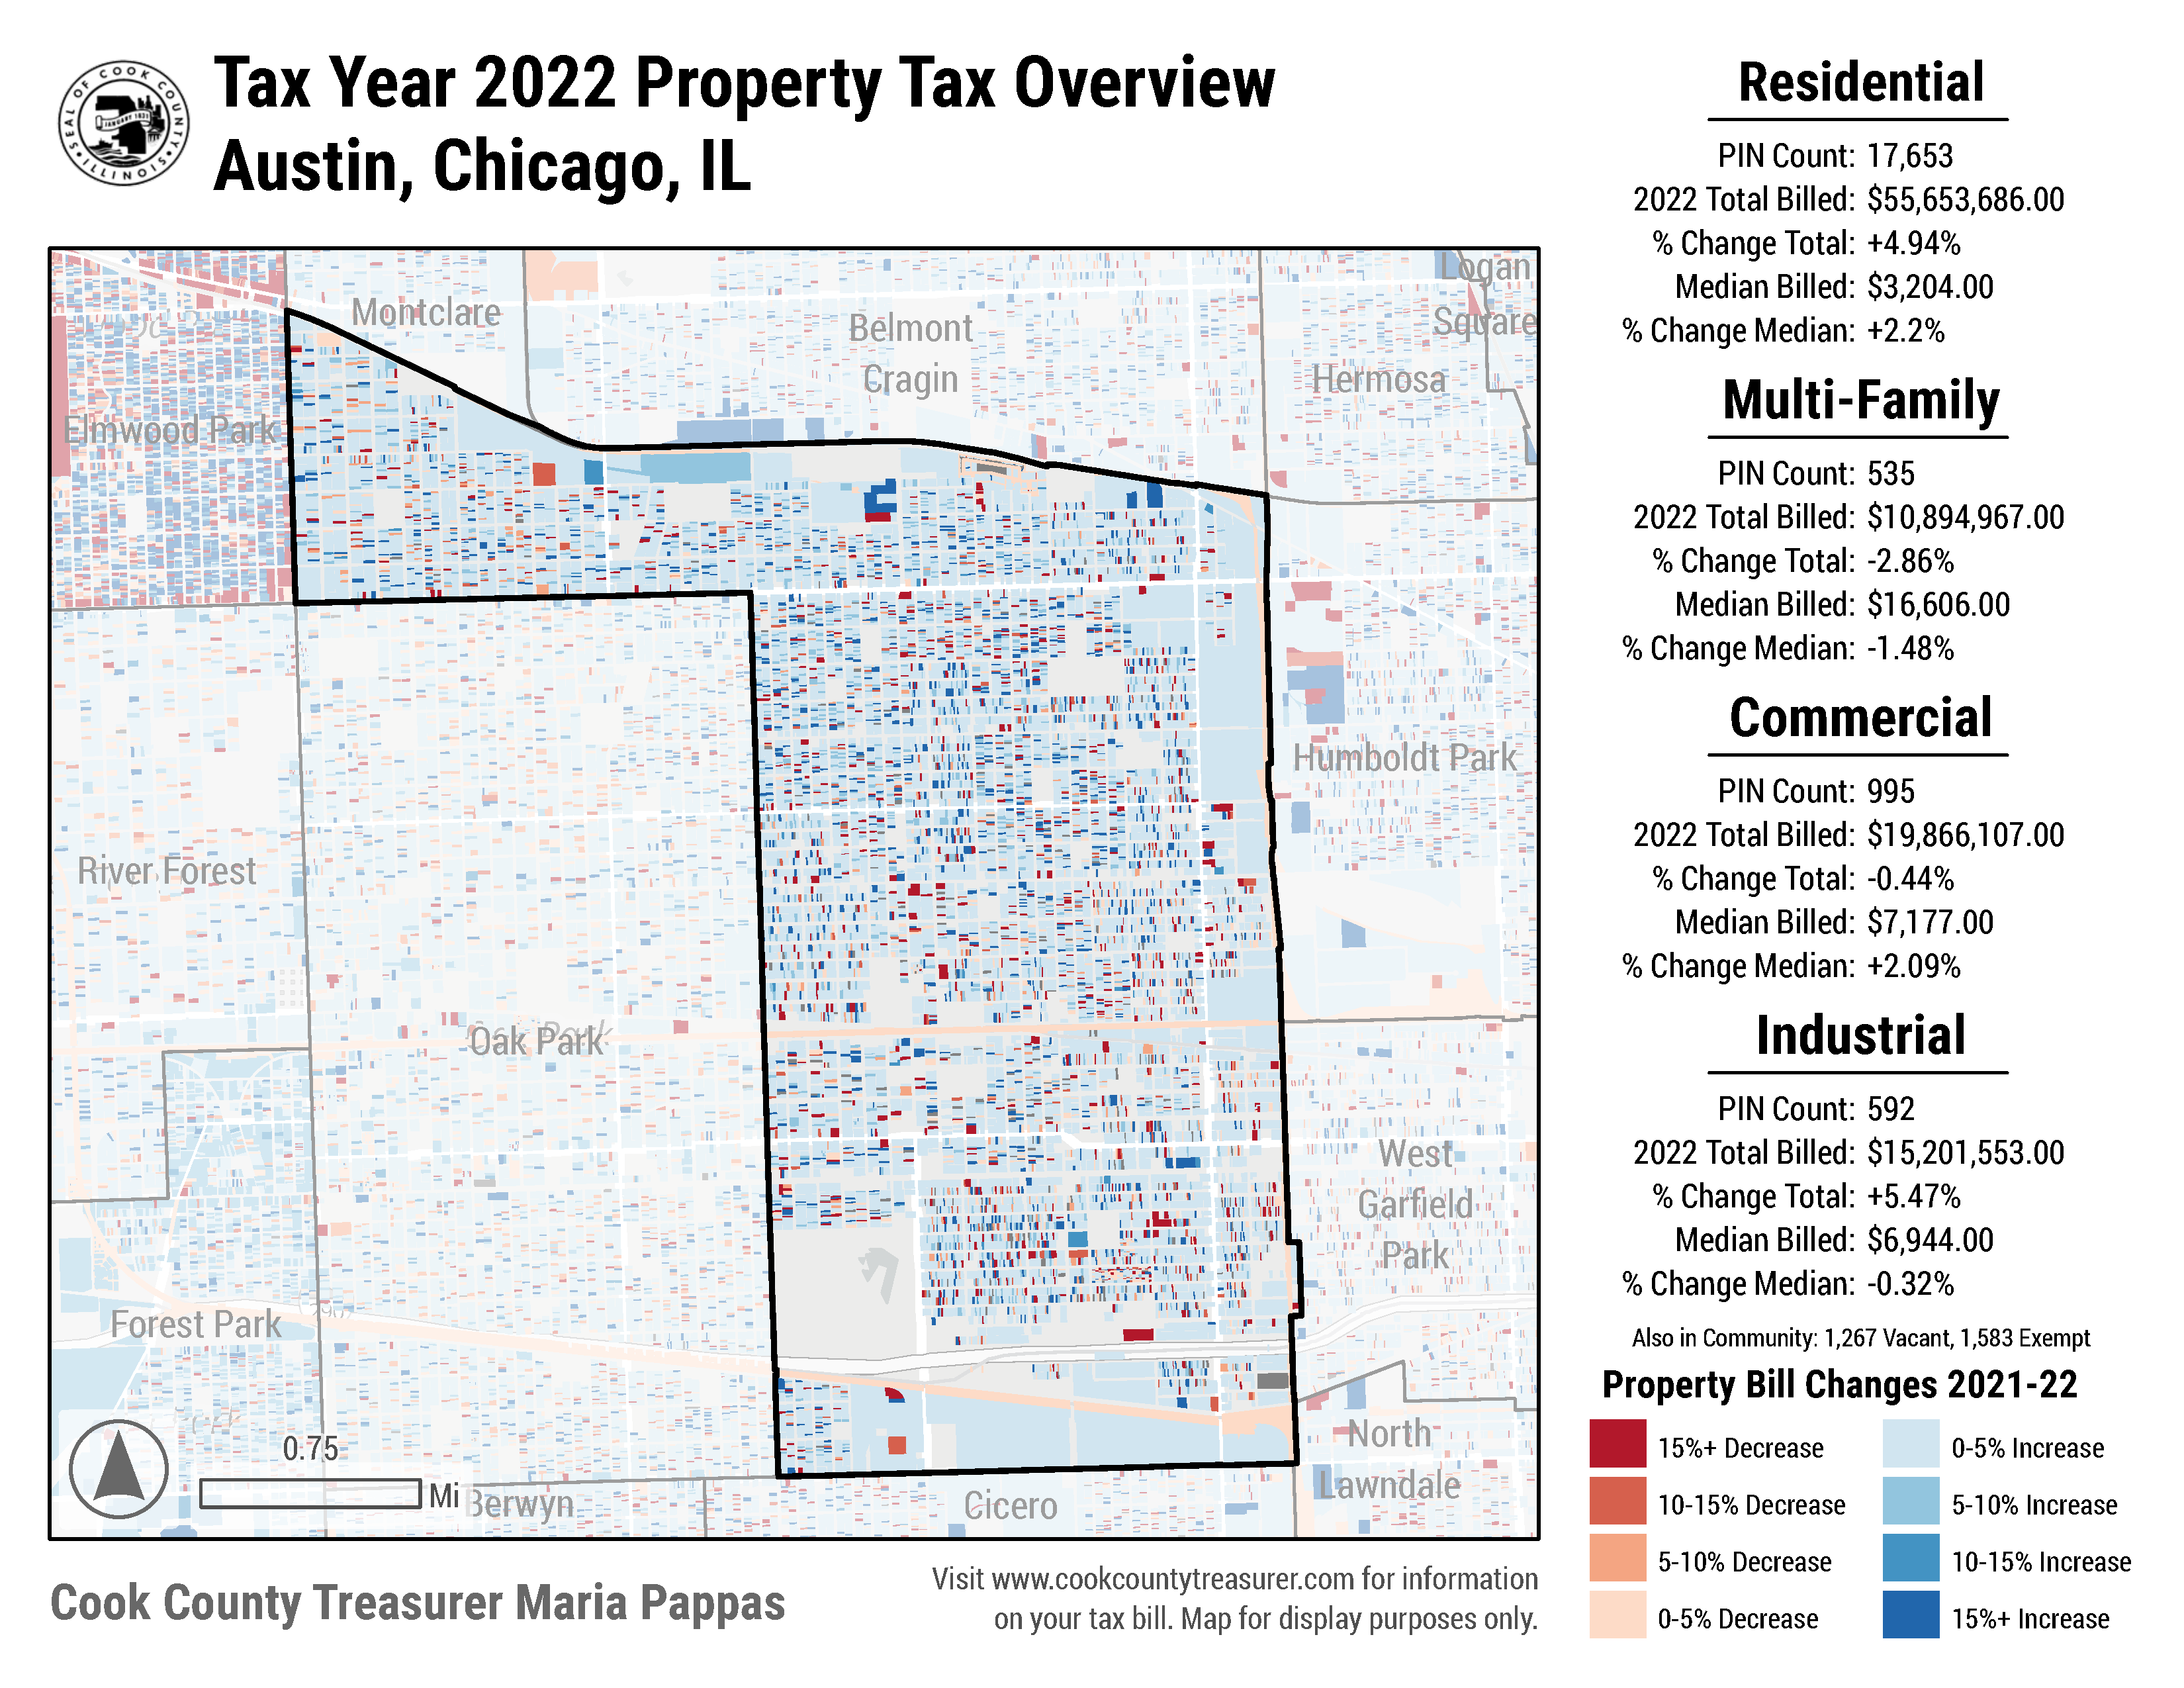 SEAL OF COOK COUNTY
JANUARY 1831
ILLINOIS
Tax Year 2022 Property Tax Overview
Austin, Chicago, IL
Montclare
Belmont
Cragin
Logan
Square
Hermosa
Elmwood Park
Humboldt Park
River Forest
Oak Park
Oak Park
West
Garfield
Park
Forest Park
North
Lawndale
Berwyn
Cicero
0.75
Mi
Cook County Treasurer Maria Pappas
Visit www.cookcountytreasurer.com for information
on your tax bill. Map for display purposes only.
Residential
PIN Count: 17,653
2022 Total Billed: $55,653,686.00
% Change Total: +4.94%
Median Billed: $3,204.00
% Change Median: +2.2%
Multi-Family
PIN Count: 535
2022 Total Billed: $10,894,967.00
% Change Total: -2.86%
Median Billed: $16,606.00
% Change Median: -1.48%
Commercial
PIN Count: 995
2022 Total Billed: $19,866,107.00
% Change Total: -0.44%
Median Billed: $7,177.00
% Change Median: +2.09%
Industrial
PIN Count: 592
2022 Total Billed: $15,201,553.00
% Change Total: +5.47%
Median Billed: $6,944.00
% Change Median: -0.32%
Also in Community: 1,267 Vacant, 1,583 Exempt
Property Bill Changes 2021-22
15%+ Decrease
10-15% Decrease
5-10% Decrease
0-5% Decrease
0-5% Increase
5-10% Increase
10-15% Increase
15%+ Increase